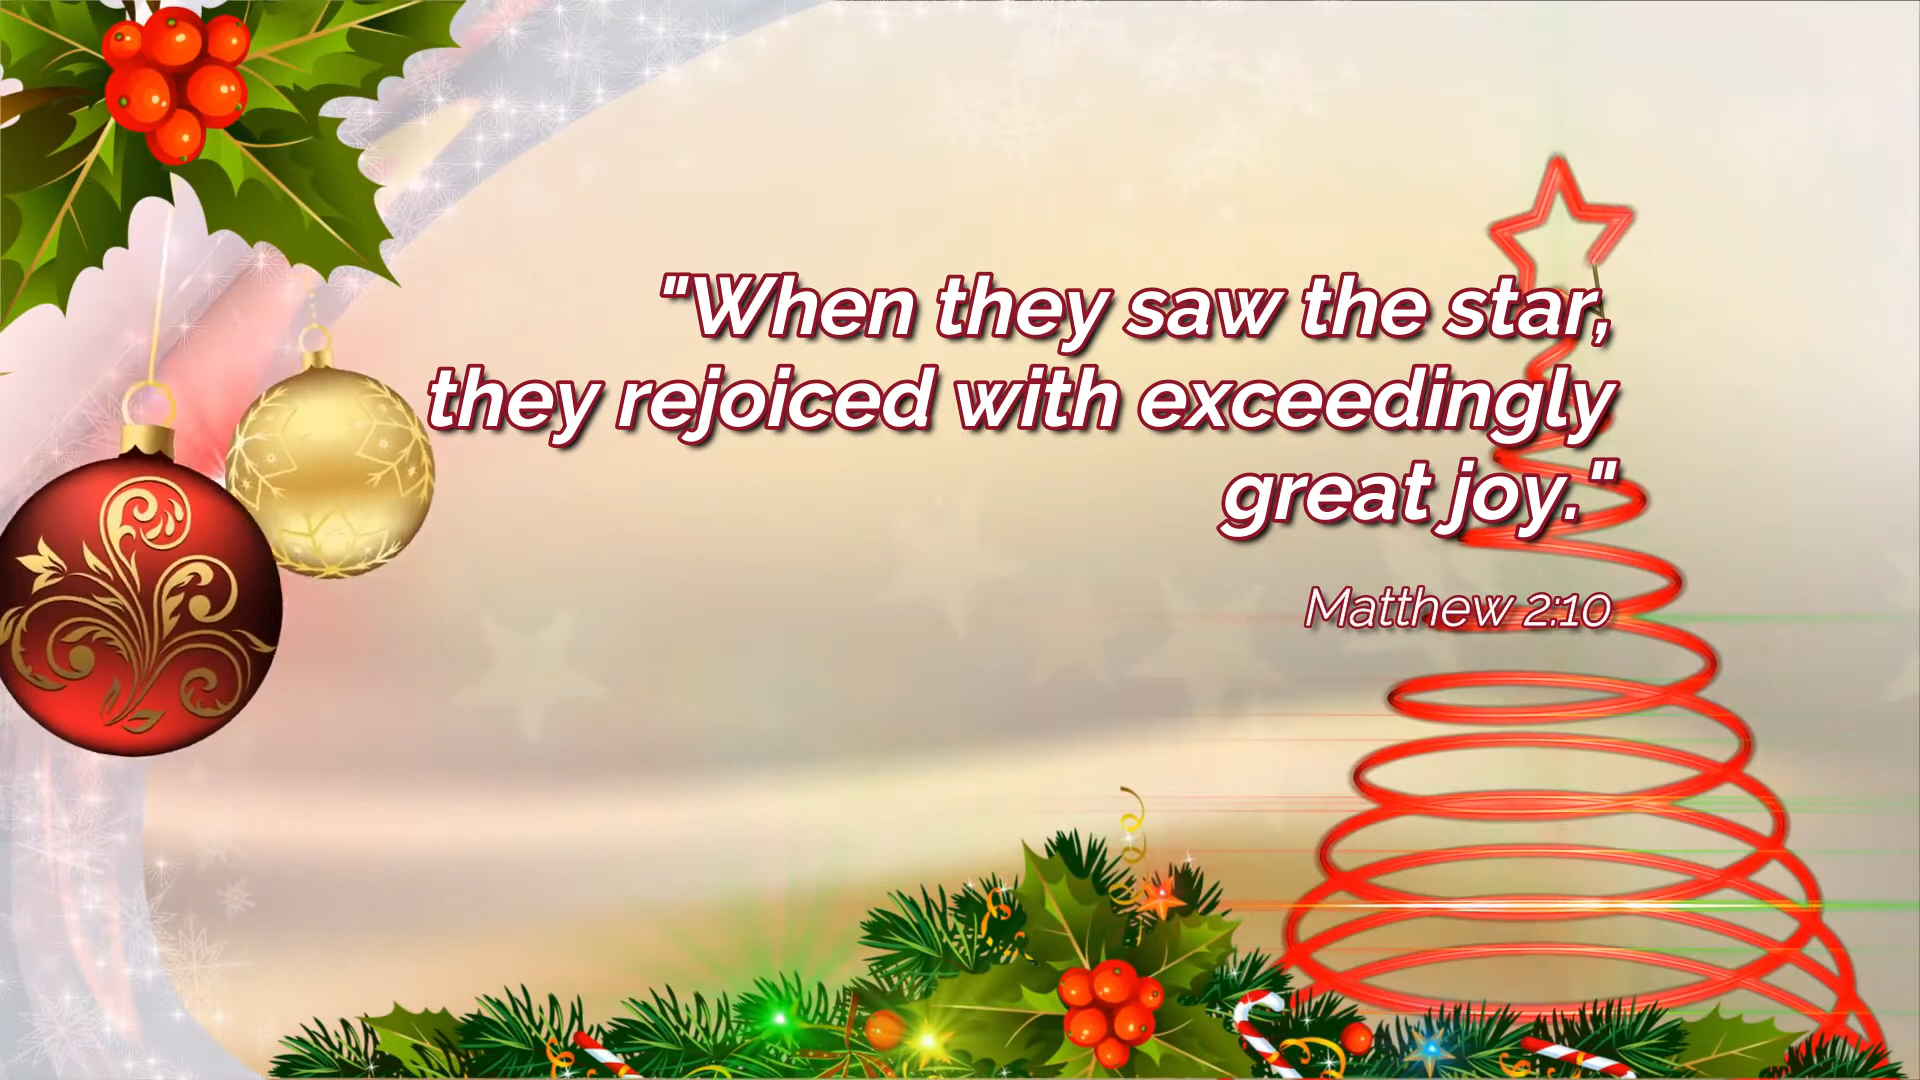 "When they saw the star,
they rejoiced with exceedingly
great joy."
Matthew 2:10